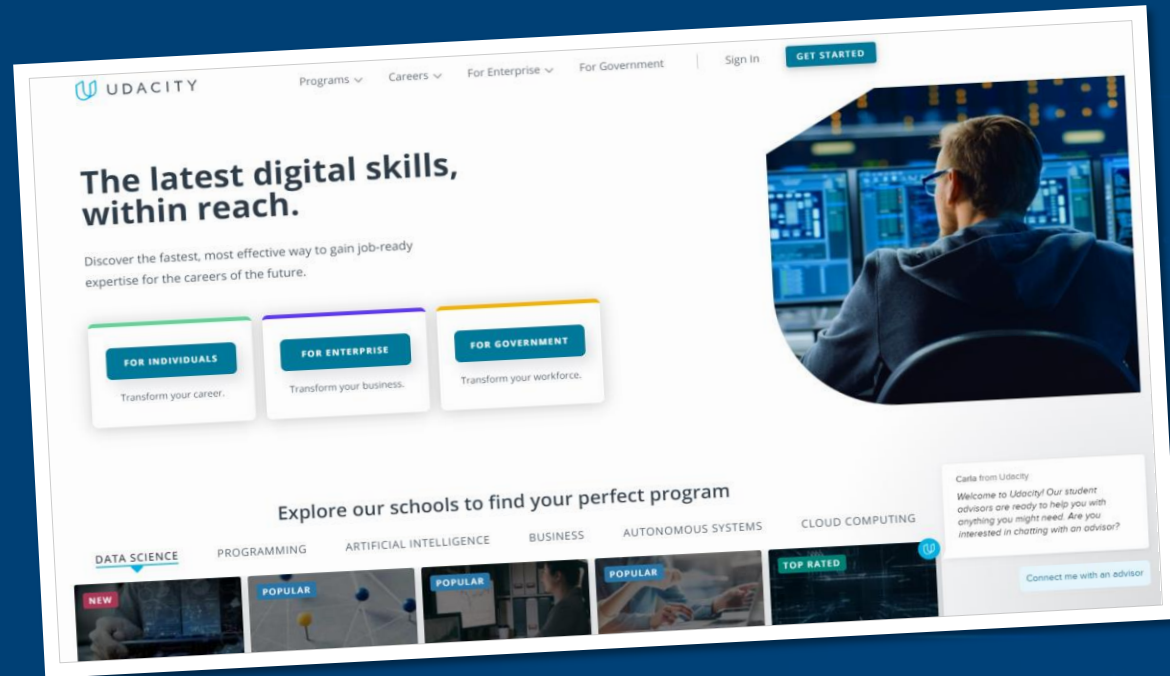 UDACITY
Programs
Careers
For Enterprise
For Government
Sign In
GET STARTED
The latest digital skills,
within reach.
Discover the fastest, most effective way to gain job-ready
expertise for the careers of the future.
FOR INDIVIDUALS
Transform your career.
FOR ENTERPRISE
Transform your business.
FOR GOVERNMENT
Transform your workforce.
Explore our schools to find your perfect program
DATA SCIENCE
PROGRAMMING
ARTIFICIAL INTELLIGENCE
BUSINESS
AUTONOMOUS SYSTEMS
CLOUD COMPUTING
NEW
POPULAR
POPULAR
POPULAR
TOP RATED
Carla from Udacity
Welcome to Udacity! Our student
advisors are ready to help you with
anything you might need. Are you
interested in chatting with an advisor?
Connect me with an advisor